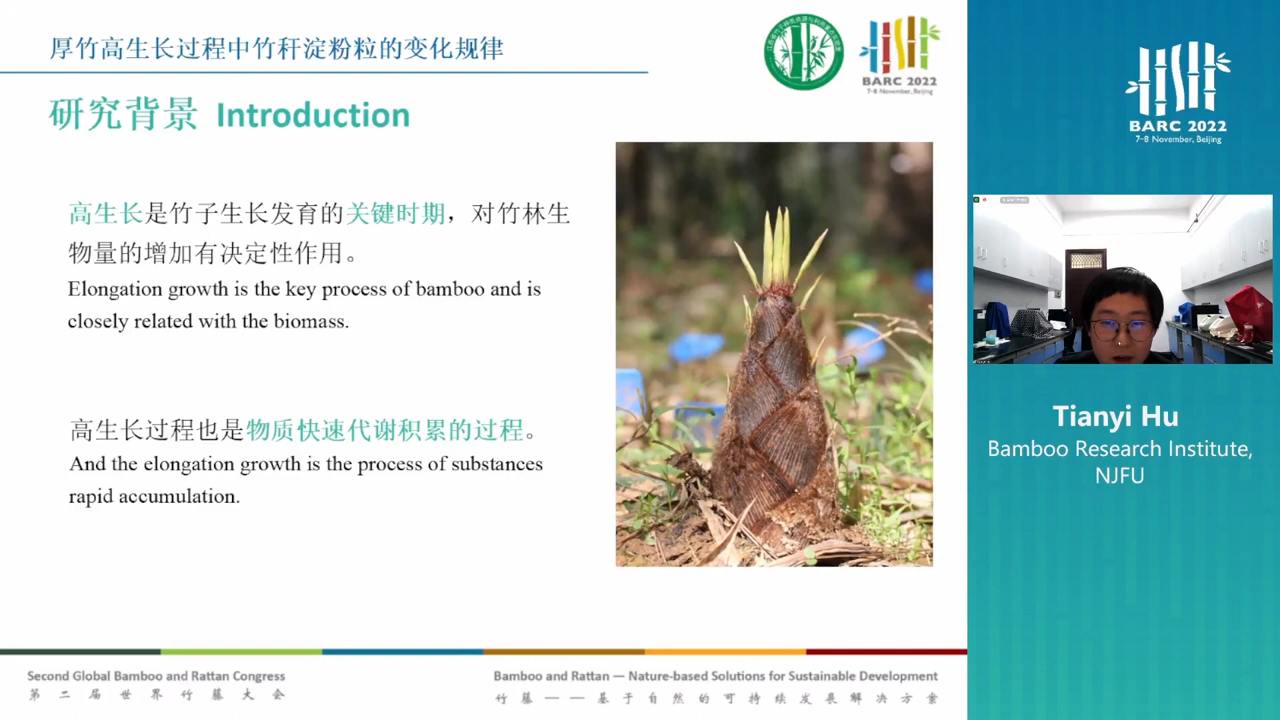 厚竹高生长过程中竹秆淀粉粒的变化规律
BARC 2022
7-8 November, Beijing
研究背景 Introduction
高生长是竹子生长发育的关键时期，对竹林生
物量的增加有决定性作用。
Elongation growth is the key process of bamboo and is
closely related with the biomass.
高生长过程也是物质快速代谢积累的过程。
And the elongation growth is the process of substances
rapid accumulation.
Second Global Bamboo and Rattan Congress
第二届世界竹藤大会
Bamboo and Rattan — Nature-based Solutions for Sustainable Development
竹藤——基于自然的可持续发展解决方案
BARC 2022
7-8 November, Beijing
Tianyi Hu
Bamboo Research Institute,
NJFU